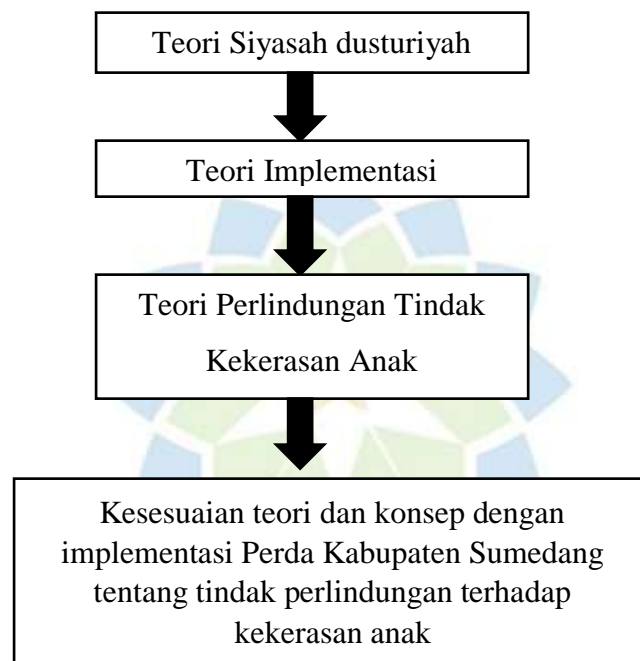 Teori Siyasah dusturiyah
Teori Implementasi
Teori Perlindungan Tindak
Kekerasan Anak
Kesesuaian teori dan konsep dengan
implementasi Perda Kabupaten Sumedang
tentang tindak perlindungan terhadap
kekerasan anak